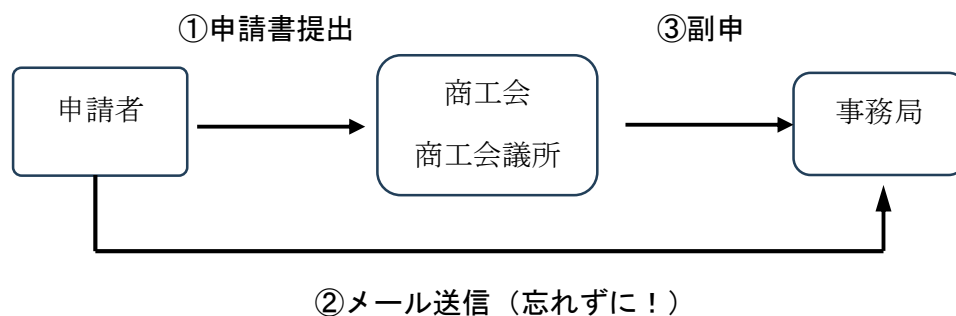 ①申請書提出
③副申
申請者
商工会
商工会議所
事務局
②メール送信（忘れずに！）